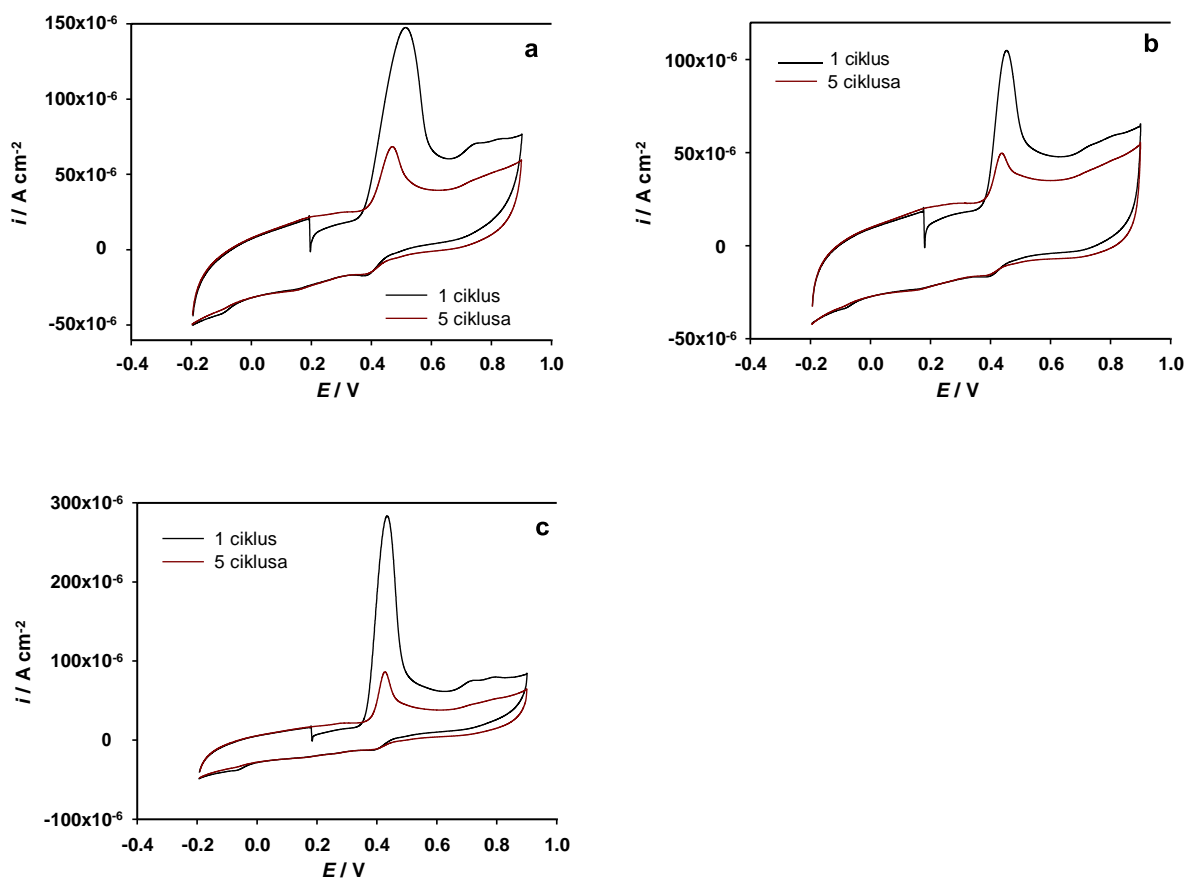 150x10-6
100x10-6
50x10-6
0
-50x10-6
i / A cm-2
a
1 ciklus
5 ciklusa
-0.4 -0.2 0.0 0.2 0.4 0.6 0.8 1.0
E / V
100x10-6
50x10-6
0
-50x10-6
i / A cm-2
b
1 ciklus
5 ciklusa
-0.4 -0.2 0.0 0.2 0.4 0.6 0.8 1.0
E / V
300x10-6
200x10-6
100x10-6
0
-100x10-6
i / A cm-2
c
1 ciklus
5 ciklusa
-0.4 -0.2 0.0 0.2 0.4 0.6 0.8 1.0
E / V